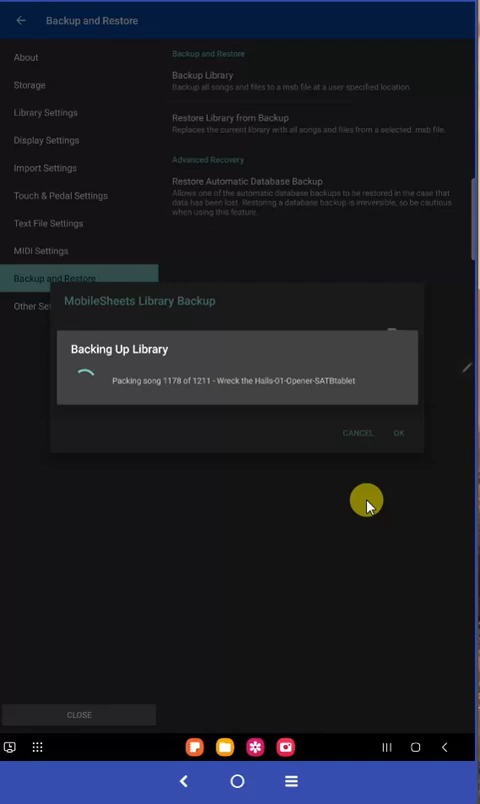 Backup and Restore
About
Storage
Library Settings
Display Settings
Import Settings
Touch & Pedal Settings
Text File Settings
MIDI Settings
Backup and Restore
Other Se
Backup and Restore
Backup Library
Backup all songs and files to a msb file at a user specified location.
Restore Library from Backup
Replaces the current library with all songs and files from a selected .msb file.
Advanced Recovery
Restore Automatic Database Backup
Allows one of the automatic database backups to be restored in the case that
data has been lost. Restoring a database backup is irreversible, so be cautious
when using this feature.
MobileSheets Library Backup
Backing Up Library
Packing song 1178 of 1211 - Wreck the Halls-01-Opener-SATBtablet
CANCEL
OK
CLOSE